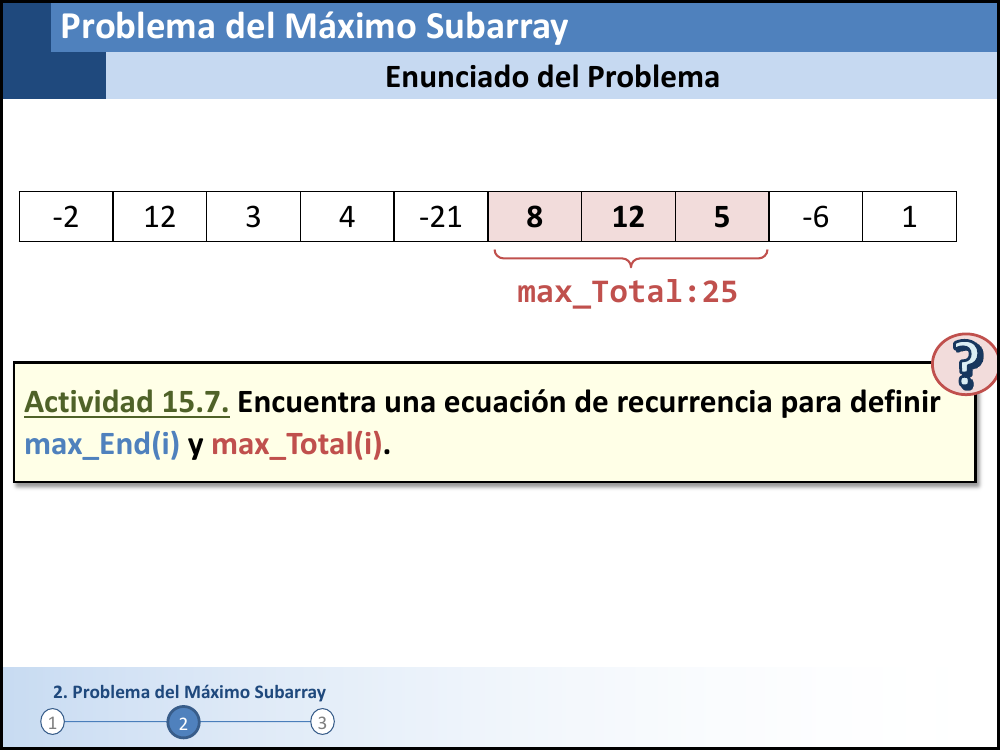 Problema del Máximo Subarray
Enunciado del Problema
-2 12 3 4 -21 8 12 5 -6 1
max_Total:25
?
Actividad 15.7. Encuentra una ecuación de recurrencia para definir
max_End(i) y max_Total(i).
2. Problema del Máximo Subarray
1 2 3